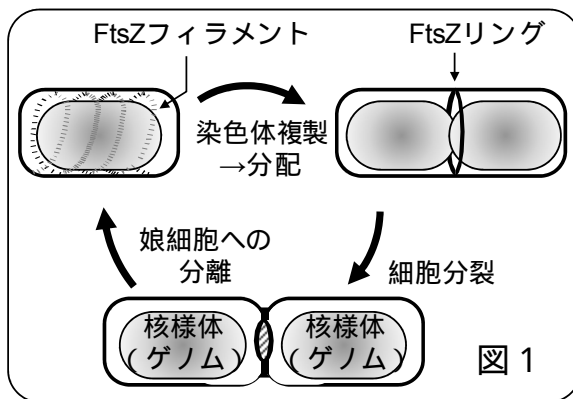 FtsZフィラメント
FtsZリング
染色体複製
→分配
娘細胞への
分離
細胞分裂
核様体
(ゲノム)
核様体
(ゲノム)
図1